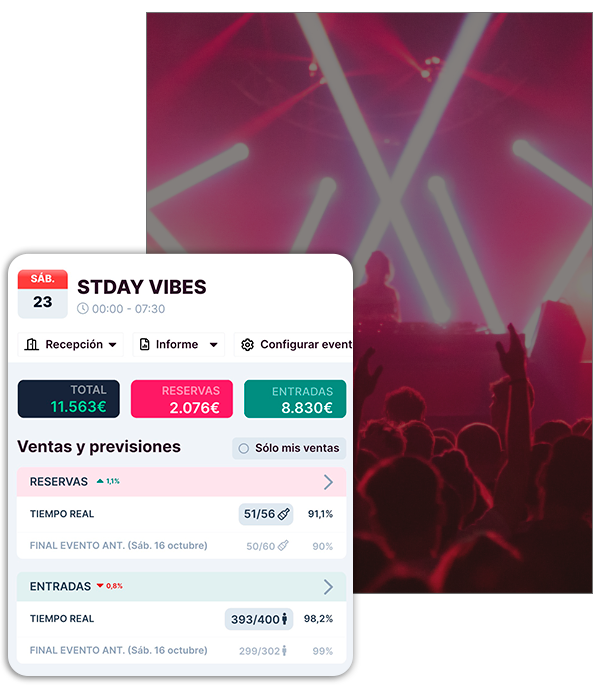 SÁB.
23
STDAY VIBES
00:00 - 07:30
Recepción
Informe
Configurar event
TOTAL
11.563€
RESERVAS
2.076€
ENTRADAS
8.830€
Ventas y previsiones
Sólo mis ventas
RESERVAS 1,1%
TIEMPO REAL 51/56 91,1%
FINAL EVENTO ANT. (Sáb. 16 octubre) 50/60 90%
ENTRADAS 0,8%
TIEMPO REAL 393/400 98,2%
FINAL EVENTO ANT. (Sáb. 16 octubre) 299/302 99%